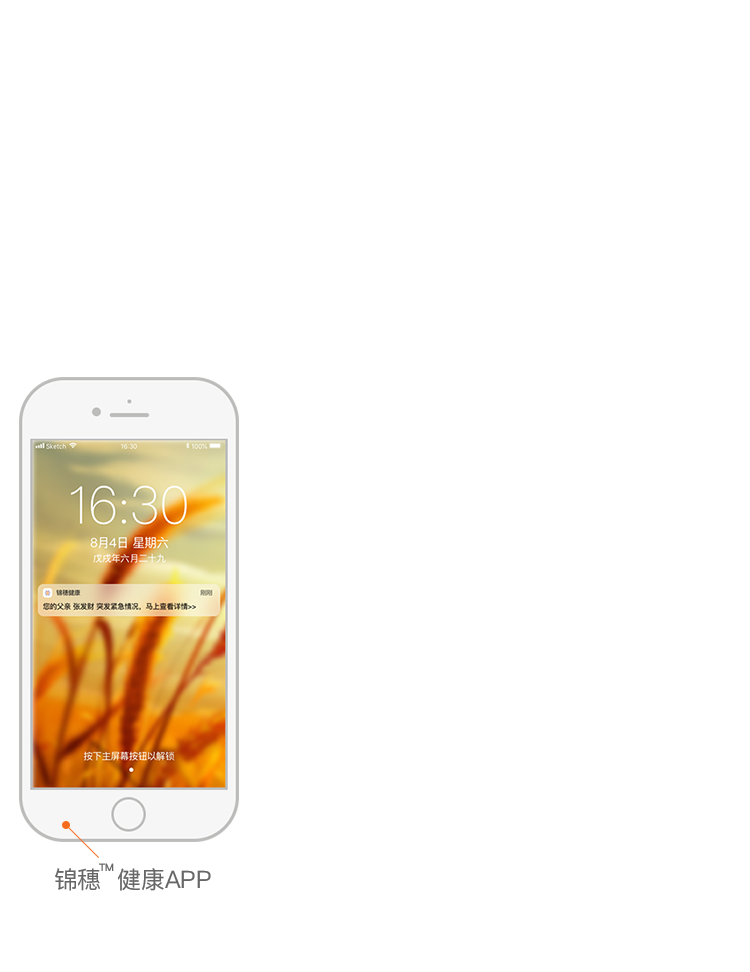 Sketch 16:30 100%
16:30
8月4日 星期六
戊戌年六月二十九
锦穗健康 刚刚
您的父亲 张发财 突发紧急情况，马上查看详情>>
按下主屏幕按钮以解锁
锦穗™ 健康APP